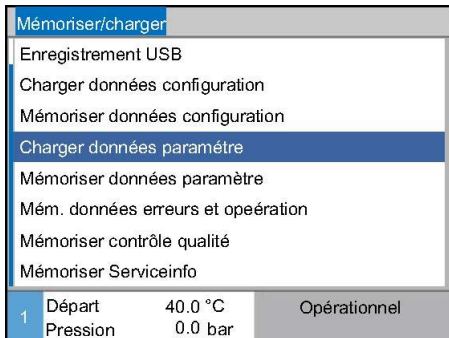 Mémoriser/charger
Enregistrement USB
Charger données configuration
Mémoriser données configuration
Charger données paramétre
Mémoriser données paramètre
Mém. données erreurs et opeération
Mémoriser contrôle qualité
Mémoriser Serviceinfo
1 Départ 40.0 °C Opérationnel
Pression 0.0 bar